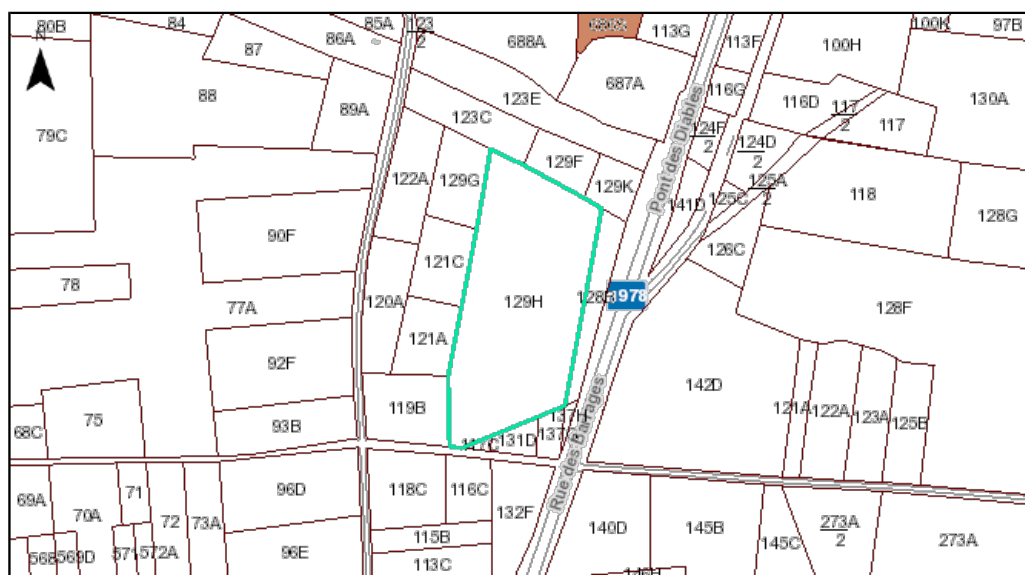 80B
84
85A
123
2
86A
87
88
89A
79C
N
688A
113G
113F
100K
97B
100H
687A
116G
116D
117
2
117
130A
123E
123C
124F
2
124D
2
129F
129K
129G
122A
Pont des Diables
141D
125C
125A
2
118
128G
90F
121C
126C
78
77A
120A
129H
978
128F
121A
92F
142D
119B
75
68C
93B
137H
131D
Rue des Barrages
121A
122A
123A
125B
69A
70A
71
72
73A
96D
118C
116C
132F
140D
145B
145C
273A
2
273A
568
569D
571
572A
96E
115B
113C